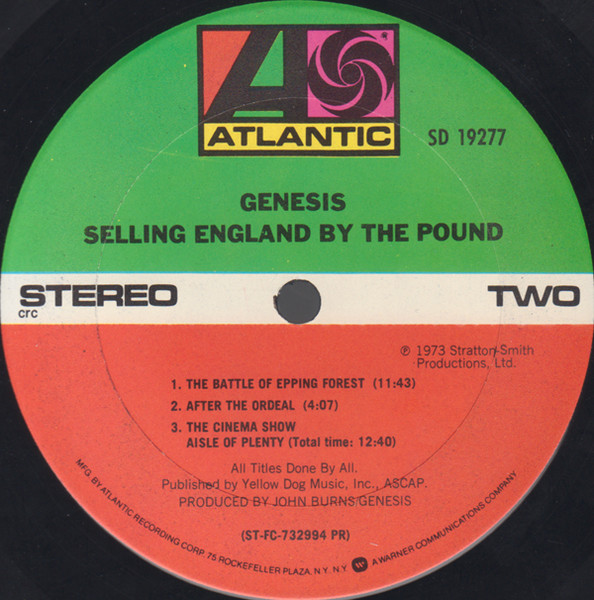 ATLANTIC
SD 19277
GENESIS
SELLING ENGLAND BY THE POUND
STEREO
TWO
crc
℗ 1973 Stratton-Smith
Productions, Ltd.
1. THE BATTLE OF EPPING FOREST (11:43)
2. AFTER THE ORDEAL (4:07)
3. THE CINEMA SHOW
AISLE OF PLENTY (Total time: 12:40)
All Titles Done By All.
Published by Yellow Dog Music, Inc., ASCAP.
PRODUCED BY JOHN BURNS/GENESIS
(ST-FC-732994 PR)
MFG. BY ATLANTIC RECORDING CORP. 75 ROCKEFELLER PLAZA, N.Y. N.Y. W A WARNER COMMUNICATIONS COMPANY